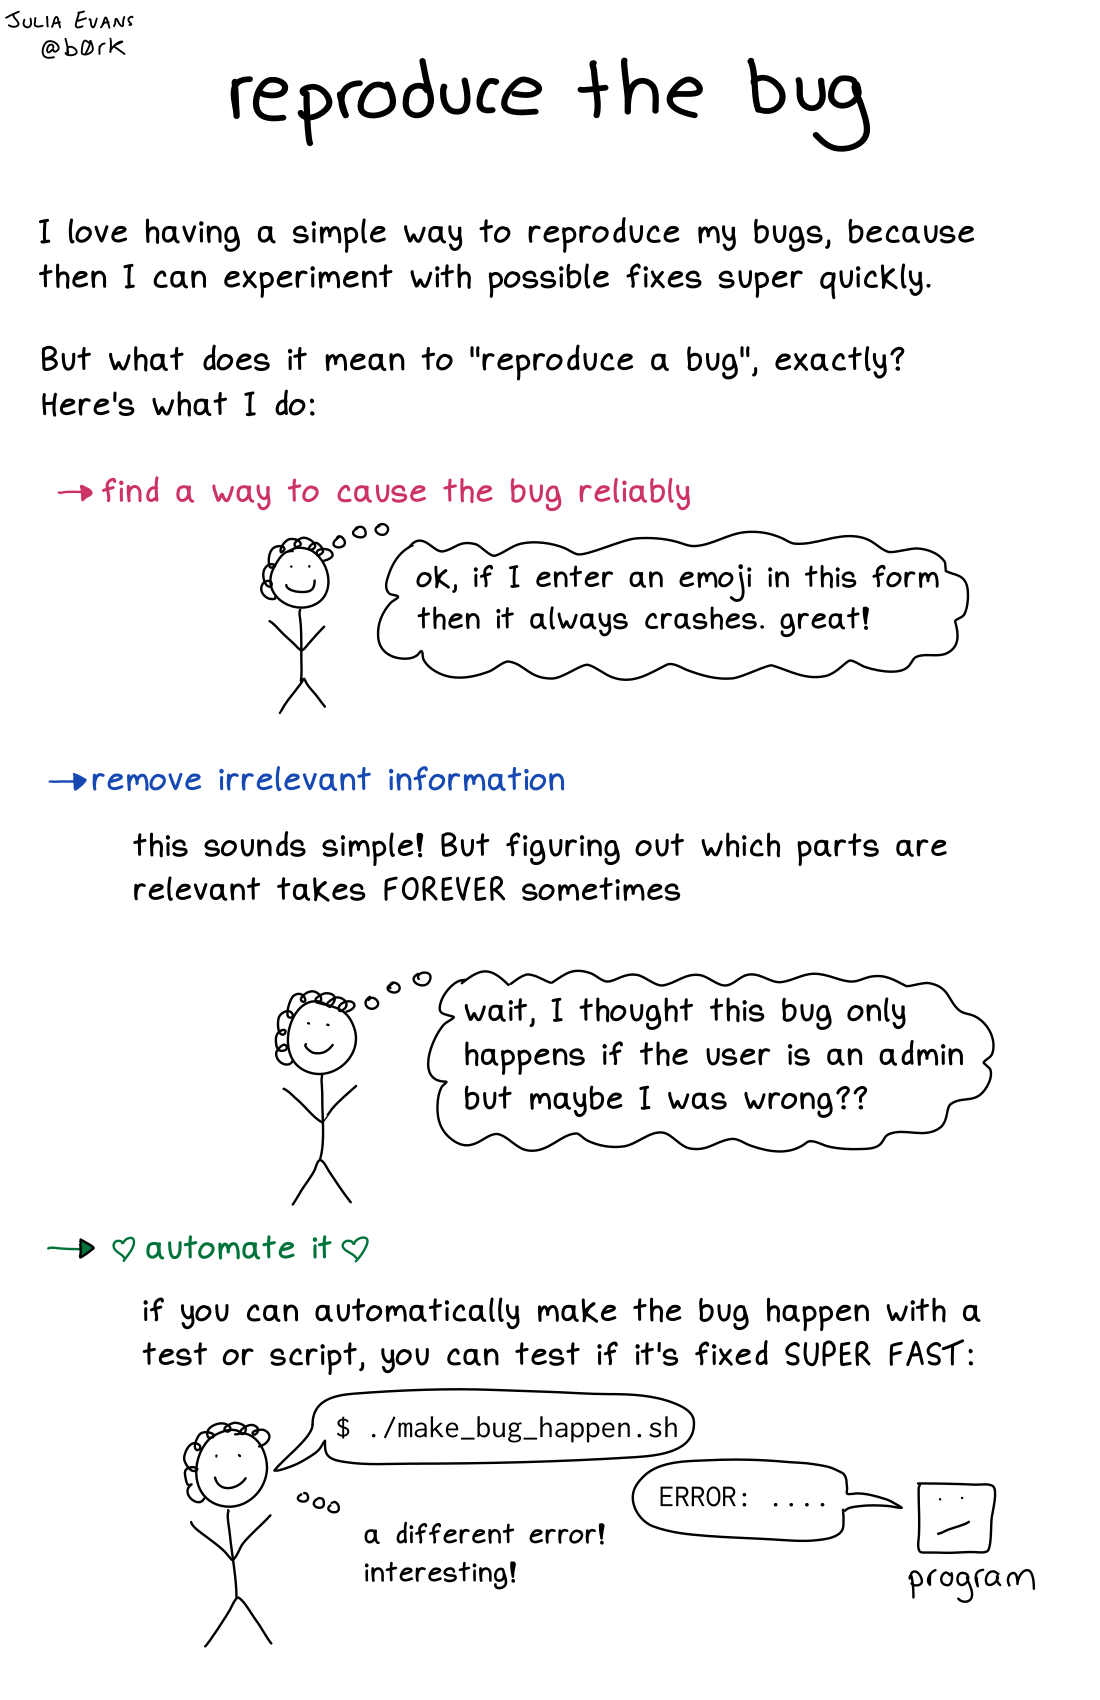 JULIA EVANS
@b0rk
reproduce the bug
I love having a simple way to reproduce my bugs, because
then I can experiment with possible fixes super quickly.
But what does it mean to "reproduce a bug", exactly?
Here's what I do:
→ find a way to cause the bug reliably
ok, if I enter an emoji in this form
then it always crashes. great!
→ remove irrelevant information
this sounds simple! But figuring out which parts are
relevant takes FOREVER sometimes
wait, I thought this bug only
happens if the user is an admin
but maybe I was wrong??
→ ♡ automate it ♡
if you can automatically make the bug happen with a
test or script, you can test if it's fixed SUPER FAST:
$ ./make_bug_happen.sh
ERROR: ....
a different error!
interesting!
program